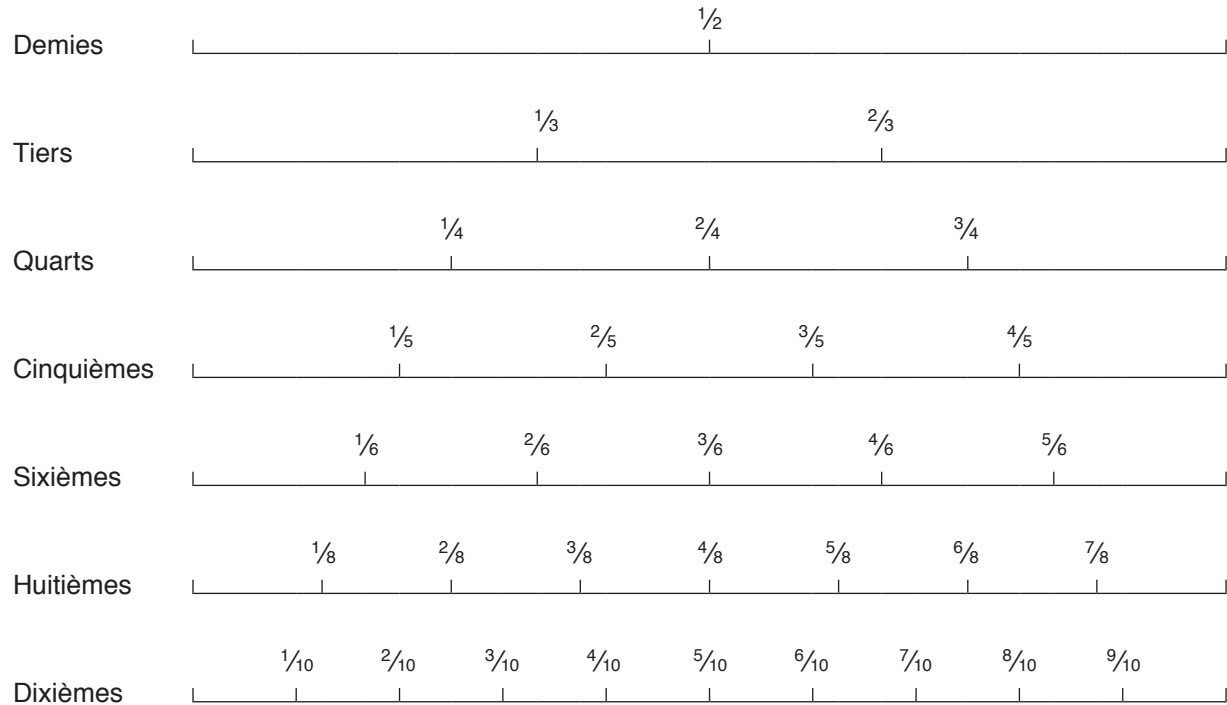 ½
Demies
⅓ ⅔
Tiers
¼ 2⁄4 ¾
Quarts
⅕ ⅖ ⅗ ⅘
Cinquièmes
⅙ 2⁄6 3⁄6 4⁄6 ⅚
Sixièmes
⅛ 2⁄8 ⅜ 4⁄8 ⅝ 6⁄8 ⅞
Huitièmes
1⁄10 2⁄10 3⁄10 4⁄10 5⁄10 6⁄10 7⁄10 8⁄10 9⁄10
Dixièmes